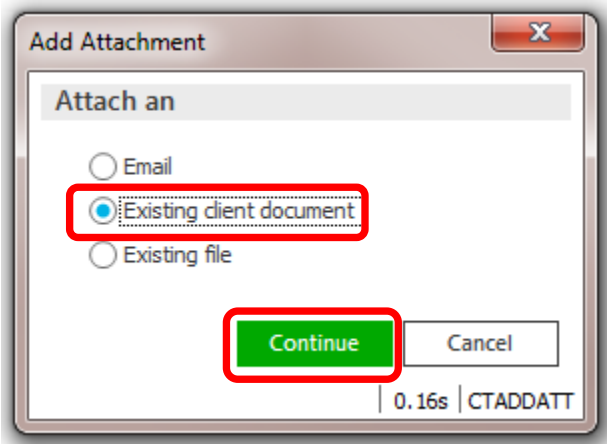 Add Attachment
x
Attach an
Email
Existing client document
Existing file
Continue
Cancel
0.16s
CTADDATT